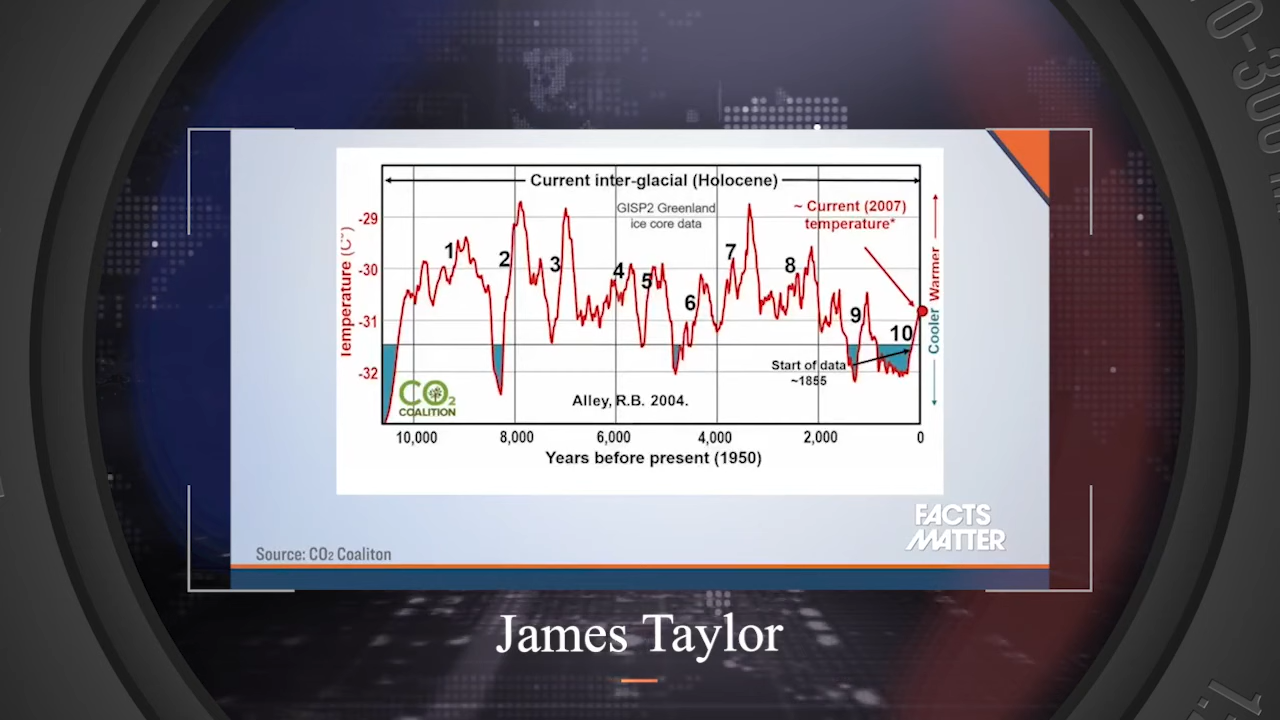 Current inter-glacial (Holocene)
GISP2 Greenland
ice core data
~ Current (2007)
temperature*
Temperature (C°)
-29
-30
-31
-32
1
2
3
4
5
6
7
8
9
10
Cooler Warmer
Start of data
~1855
CO2
COALITION
Alley, R.B. 2004.
10,000 8,000 6,000 4,000 2,000 0
Years before present (1950)
FACTS
MATTER
Source: CO2 Coaliton
James Taylor